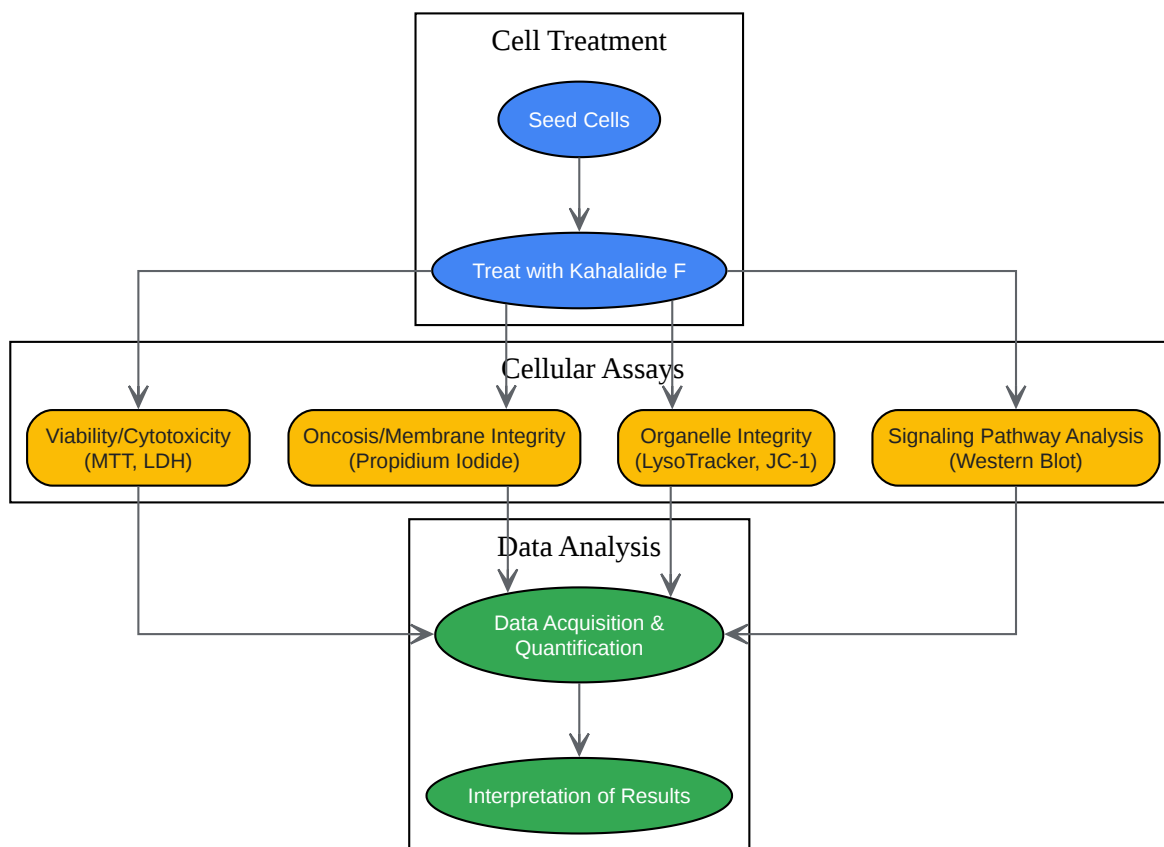 Cell Treatment
Seed Cells
Treat with Kahalalide F
Cellular Assays
Viability/Cytotoxicity
(MTT, LDH)
Oncosis/Membrane Integrity
(Propidium Iodide)
Organelle Integrity
(LysoTracker, JC-1)
Signaling Pathway Analysis
(Western Blot)
Data Analysis
Data Acquisition &
Quantification
Interpretation of Results